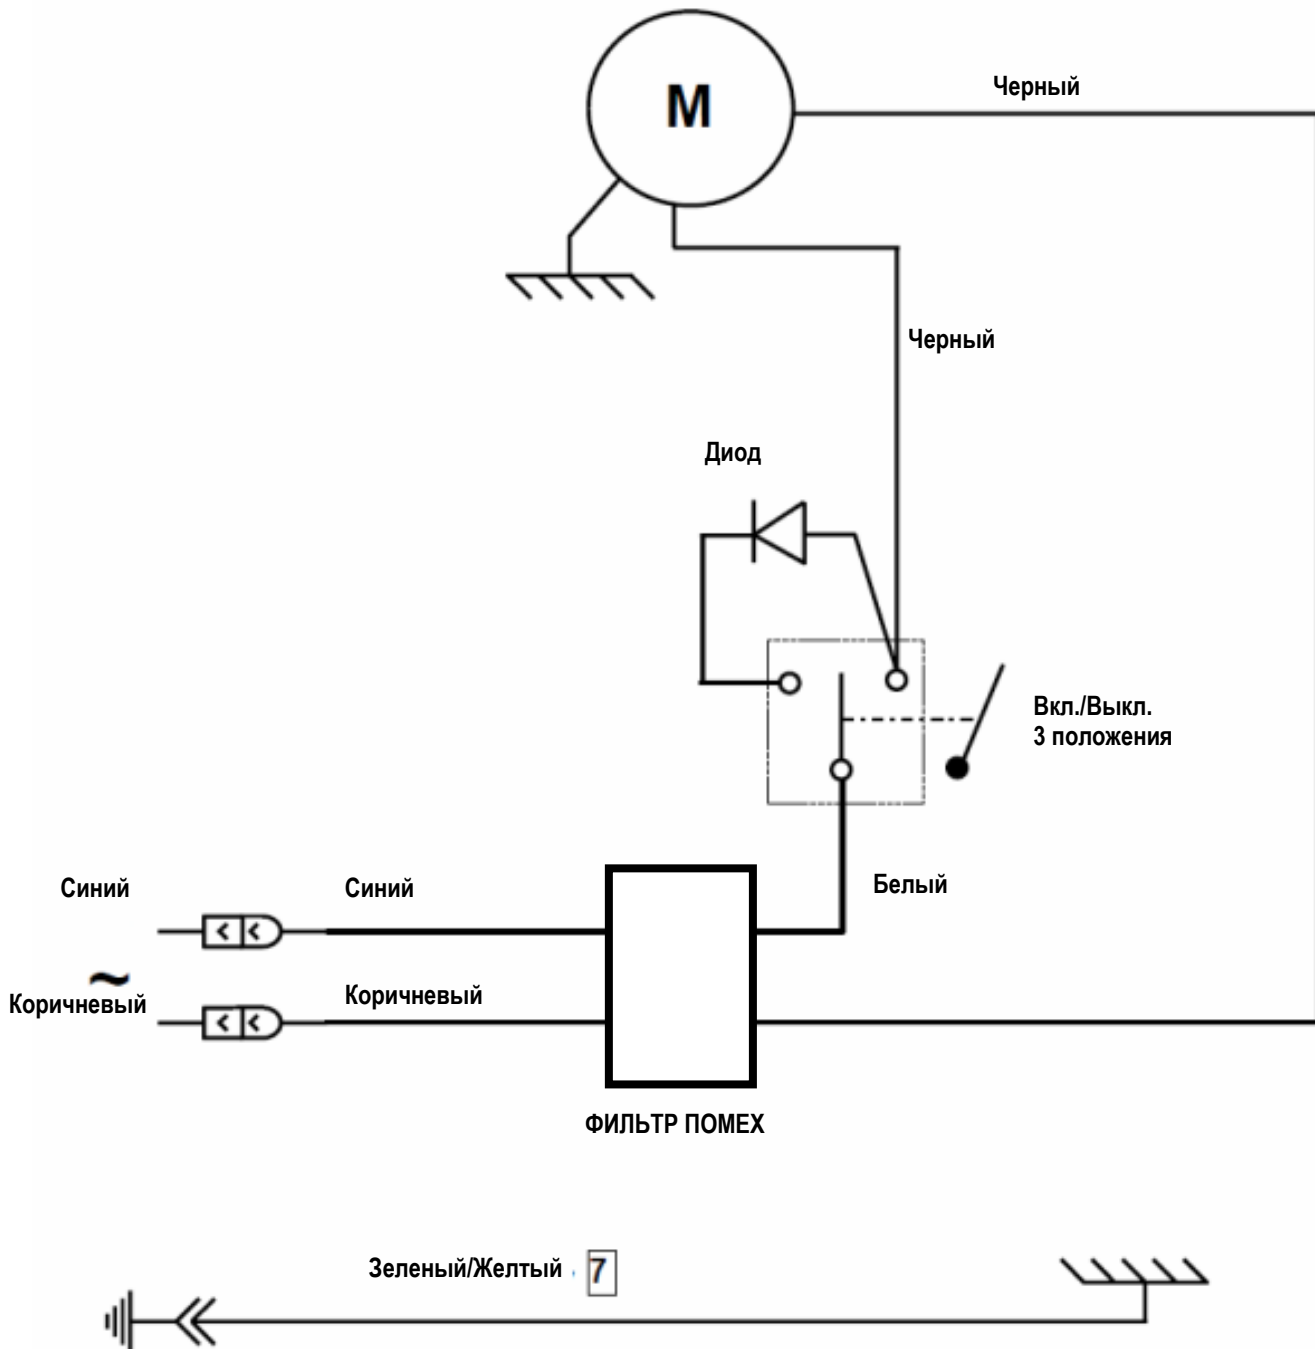 M
Черный
Черный
Диод
Вкл./Выкл.
3 положения
Белый
Синий
Синий
~
Коричневый
Коричневый
ФИЛЬТР ПОМЕХ
Зеленый/Желтый 7